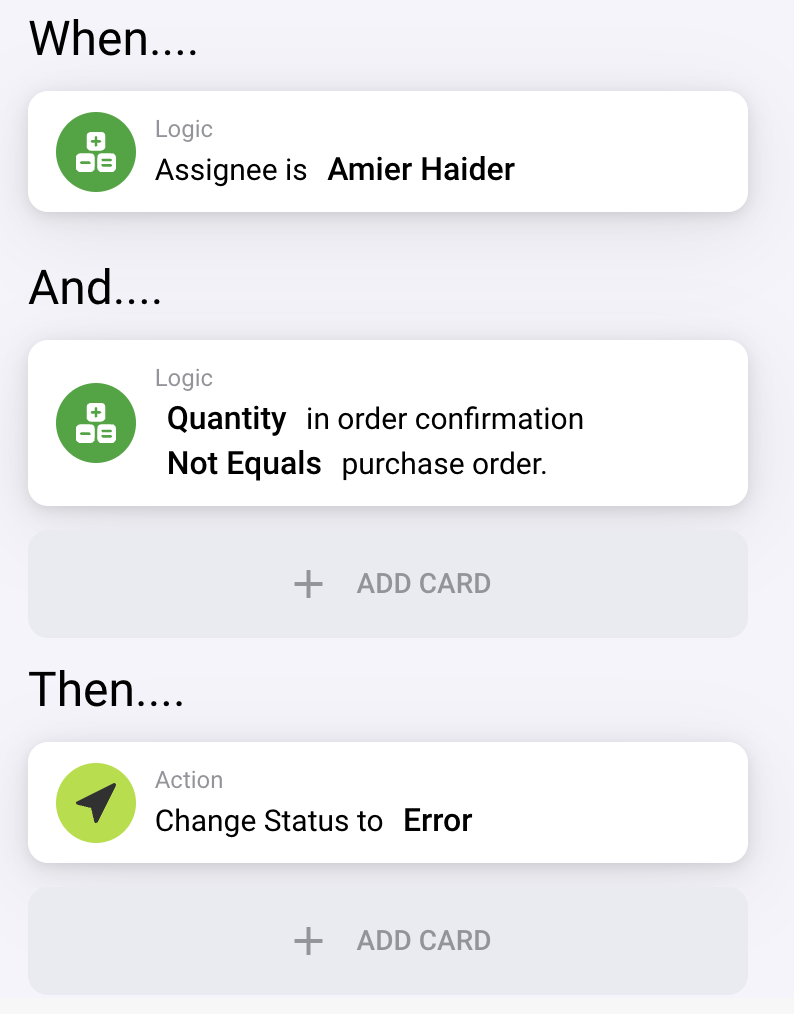 When....
Logic
Assignee is Amier Haider
And....
Logic
Quantity in order confirmation
Not Equals purchase order.
+ ADD CARD
Then....
Action
Change Status to Error
+ ADD CARD